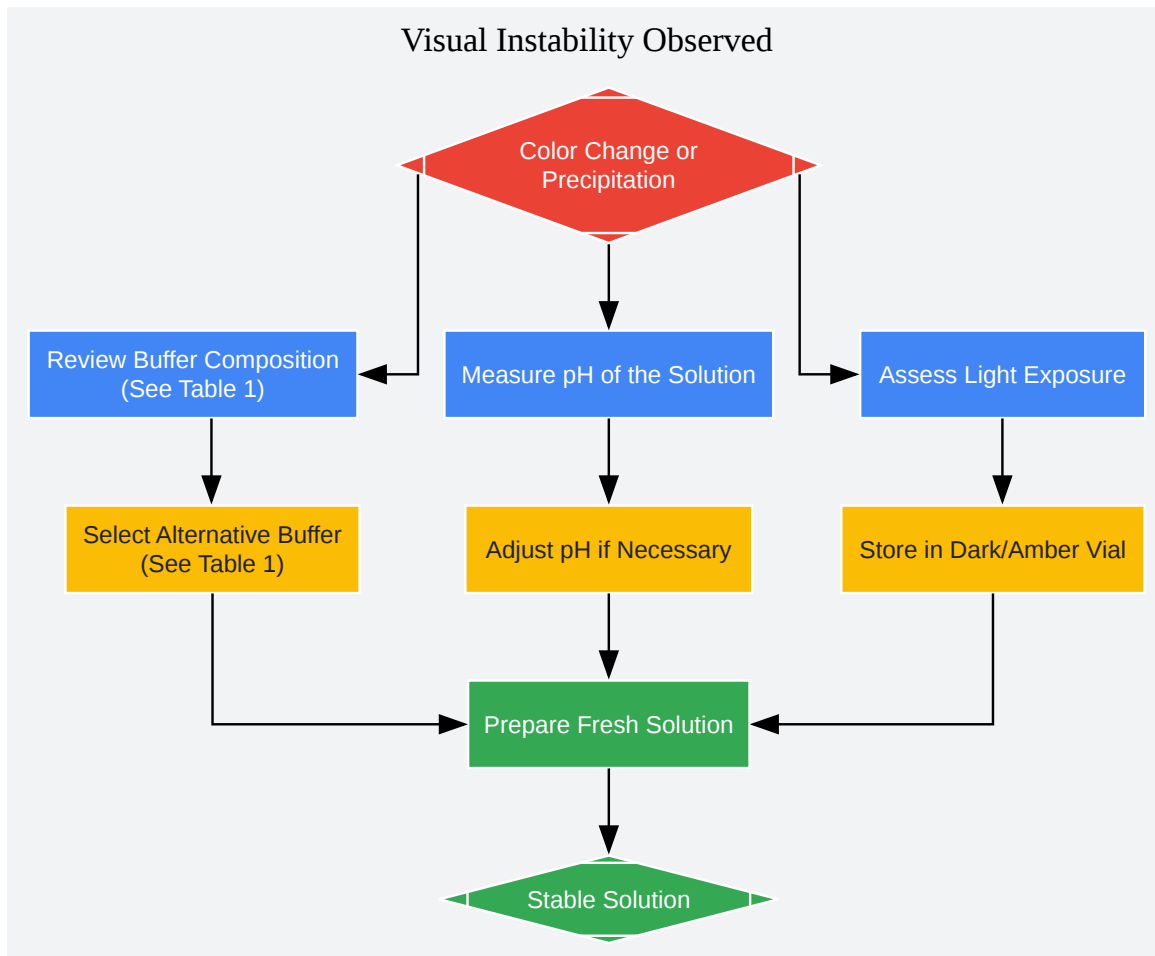 Visual Instability Observed
Color Change or
Precipitation
Review Buffer Composition
(See Table 1)
Measure pH of the Solution
Assess Light Exposure
Select Alternative Buffer
(See Table 1)
Adjust pH if Necessary
Store in Dark/Amber Vial
Prepare Fresh Solution
Stable Solution